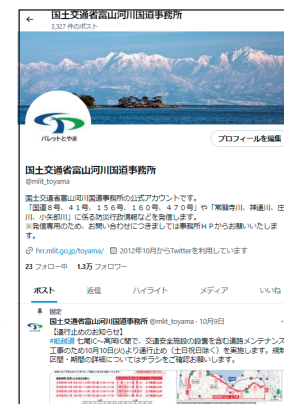 国土交通省富山河川国道事務所
3,327 件のポスト
パレットとやま
プロフィールを編集
国土交通省富山河川国道事務所
@mlit_toyama
国土交通省富山河川国道事務所の公式アカウントです。
「国道8号、41号、156号、160号、470号」や「常願寺川、神通川、庄
川、小矢部川」に係る防災行政情報などを発信します。
※発信専用のため、お問い合わせにつきましては事務所HPからお願いいたしま
す。
hrr.mlit.go.jp/toyama/ 2012年10月からTwitterを利用しています
23 フォロー中 1.3万 フォロワー
ポスト 返信 ハイライト メディア いいね
固定
国土交通省富山河川国道事務所 @mlit_toyama · 10月9日
【通行止めのお知らせ】
#能越道 七尾IC~高岡IC間で、交通安全施設の設置を含む道路メンテナンス
工事のため10月10日(火)より通行止め（土日祝日除く）を実施します。規制
区間・期間の詳細についてはチラシをご確認お願いします。